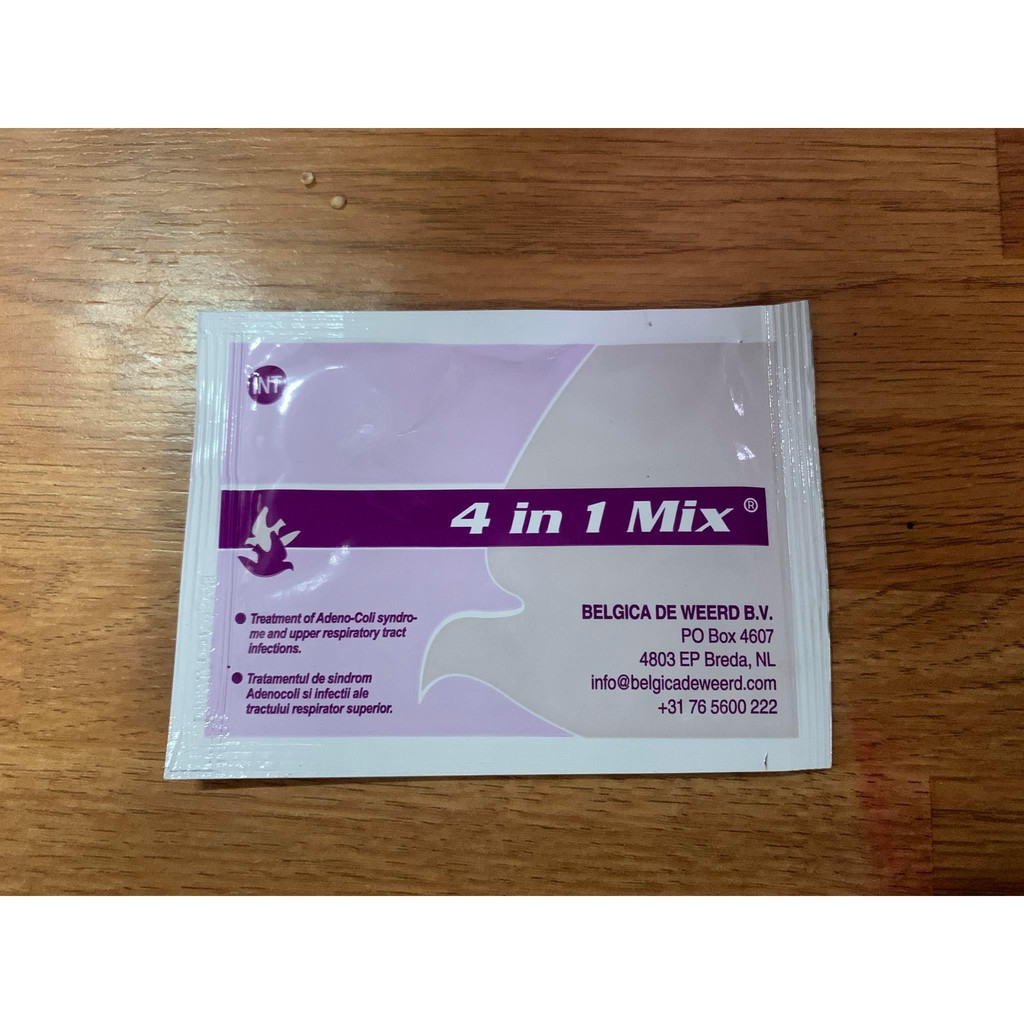 INT
4 in 1 Mix ®
● Treatment of Adeno-Coli syndro-
me and upper respiratory tract
infections.
● Tratamentul de sindrom
Adenocoli si infectii ale
tractului respirator superior.
BELGICA DE WEERD B.V.
PO Box 4607
4803 EP Breda, NL
info@belgicadeweerd.com
+31 76 5600 222